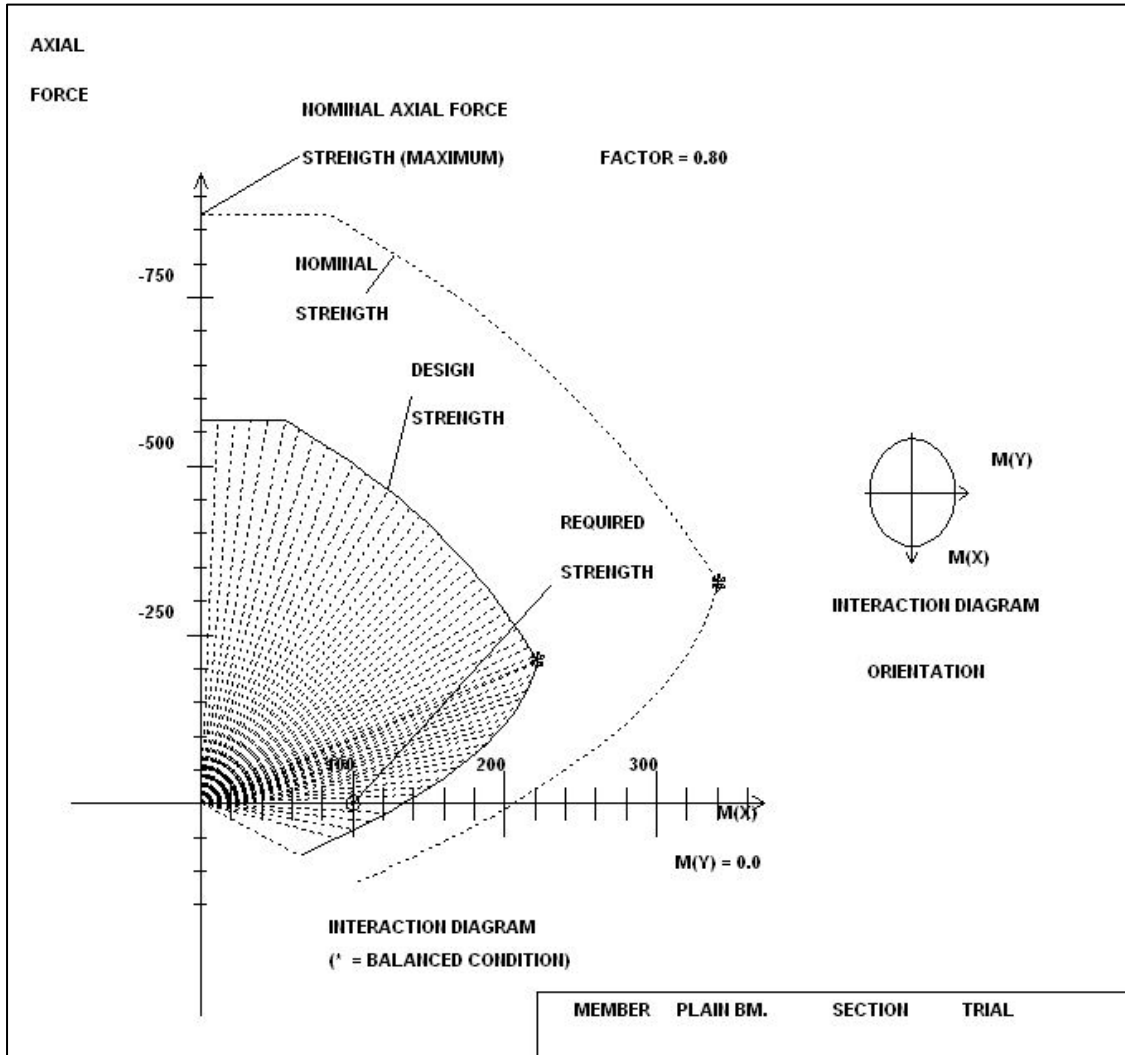 AXIAL
FORCE
NOMINAL AXIAL FORCE
STRENGTH (MAXIMUM)
FACTOR = 0.80
-750
NOMINAL
STRENGTH
DESIGN
STRENGTH
-500
M(Y)
REQUIRED
STRENGTH
M(X)
-250
INTERACTION DIAGRAM
ORIENTATION
100
200
300
M(X)
M(Y) = 0.0
INTERACTION DIAGRAM
(* = BALANCED CONDITION)
MEMBER PLAIN BM. SECTION TRIAL